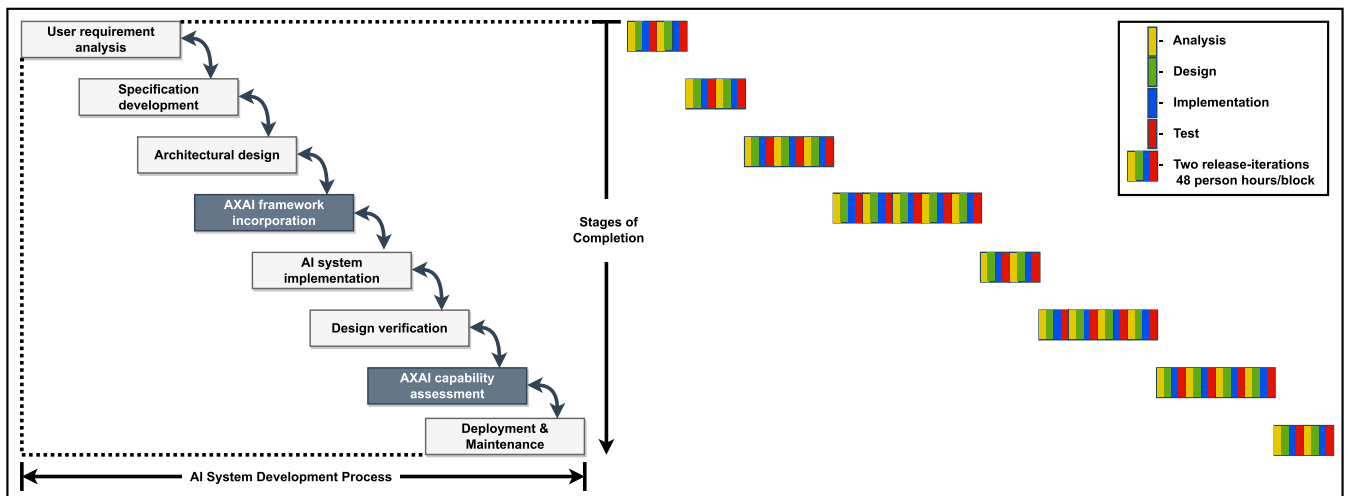 User requirement
analysis
Specification
development
Architectural design
AXAI framework
incorporation
AI system
implementation
Design verification
AXAI capability
assessment
Deployment &
Maintenance
AI System Development Process
Stages of
Completion
- Analysis
- Design
- Implementation
- Test
- Two release-iterations
48 person hours/block